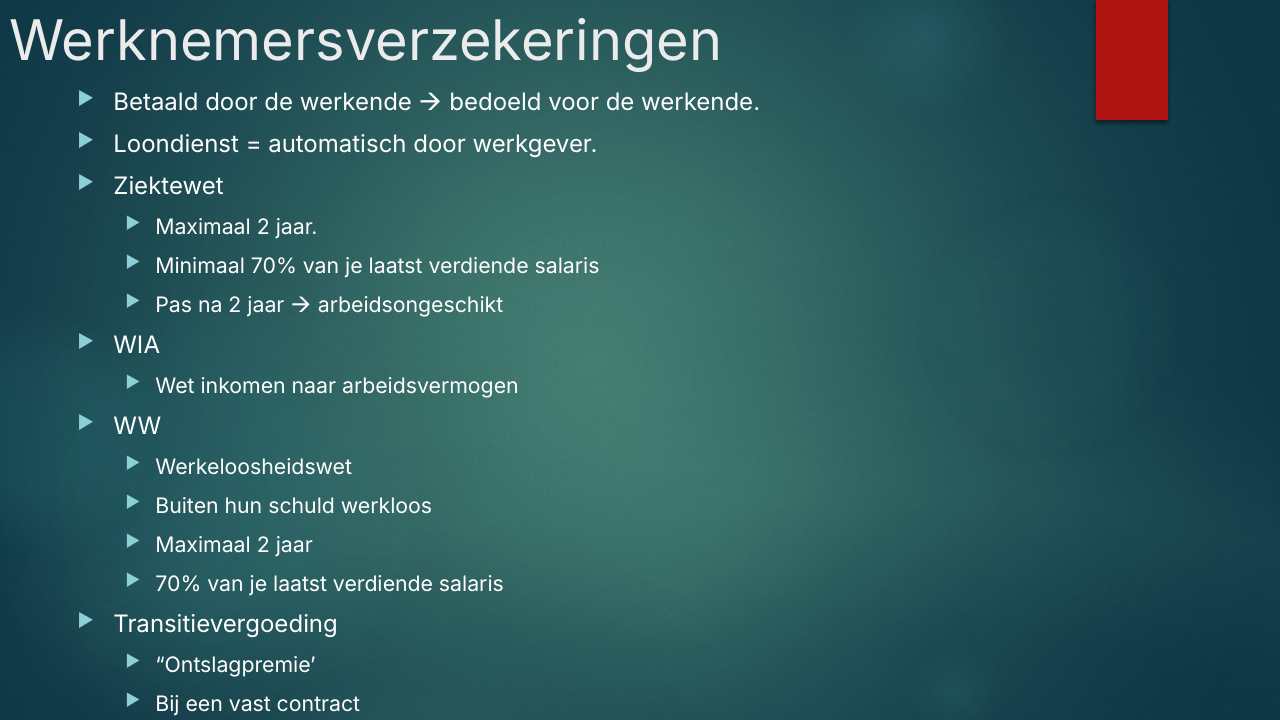 Werknemersverzekeringen
Betaald door de werkende → bedoeld voor de werkende.
Loondienst = automatisch door werkgever.
Ziektewet
Maximaal 2 jaar.
Minimaal 70% van je laatst verdiende salaris
Pas na 2 jaar → arbeidsongeschikt
WIA
Wet inkomen naar arbeidsvermogen
WW
Werkeloosheidswet
Buiten hun schuld werkloos
Maximaal 2 jaar
70% van je laatst verdiende salaris
Transitievergoeding
“Ontslagpremie’
Bij een vast contract